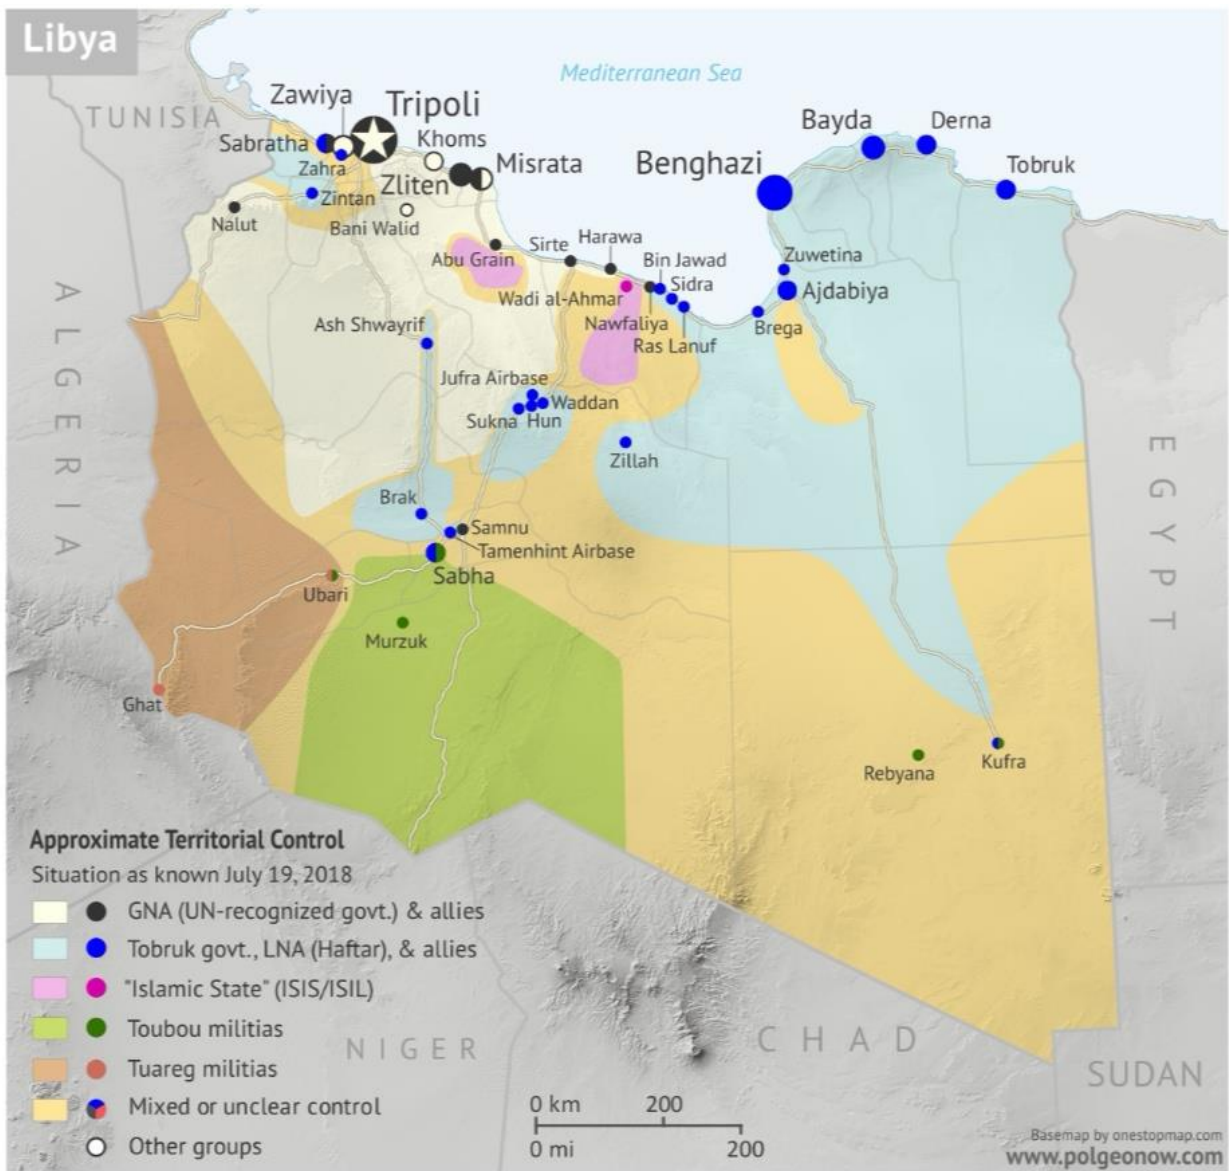 Libya
Mediterranean Sea
TUNISIA
Zawiya
Tripoli
Sabratha
Khoms
Zahra
Misrata
Zliten
Zintan
Nalut
Bani Walid
Bayda
Derna
Benghazi
Tobruk
Abu Grain
Sirte
Harawa
Bin Jawad
Zuwetina
Sidra
Wadi al-Ahmar
Ajdabiya
Nawfaliya
Brega
Ras Lanuf
Ash Shwayrif
ALGERIA
Jufra Airbase
Waddan
Sukna
Hun
Zillah
EGYPT
Brak
Samnu
Tamenhint Airbase
Sabha
Ubari
Murzuk
Ghat
Rebyana
Kufra
Approximate Territorial Control
Situation as known July 19, 2018
GNA (UN-recognized govt.) & allies
Tobruk govt., LNA (Haftar), & allies
"Islamic State" (ISIS/ISIL)
Toubou militias
Tuareg militias
Mixed or unclear control
Other groups
NIGER
CHAD
SUDAN
0 km 200
0 mi 200
Basemap by onestopmap.com
www.polgeonow.com